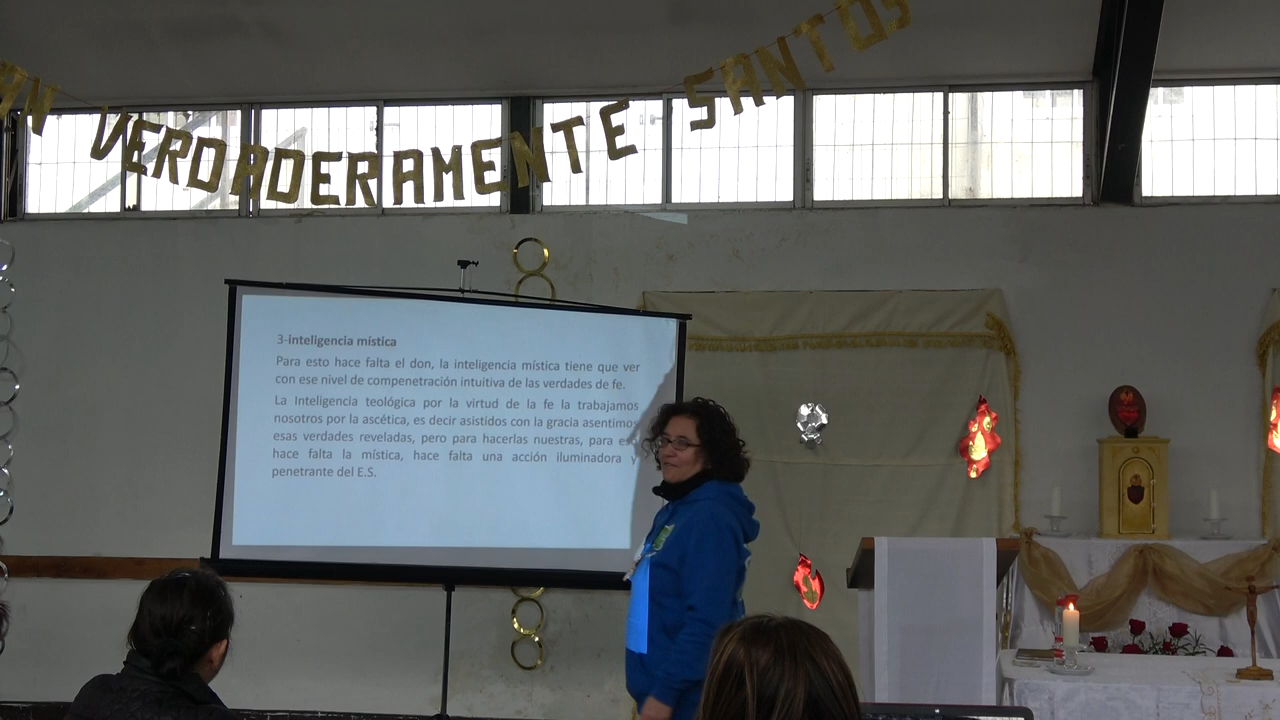 AN VERDADERAMENTE SANTOS
3-inteligencia mística
Para esto hace falta el don, la inteligencia mística tiene que ver
con ese nivel de compenetración intuitiva de las verdades de fe.
La Inteligencia teológica por la virtud de la fe la trabajamos
nosotros por la ascética, es decir asistidos con la gracia asentimos
esas verdades reveladas, pero para hacerlas nuestras, para
hace falta la mística, hace falta una acción iluminadora y
penetrante del E.S.